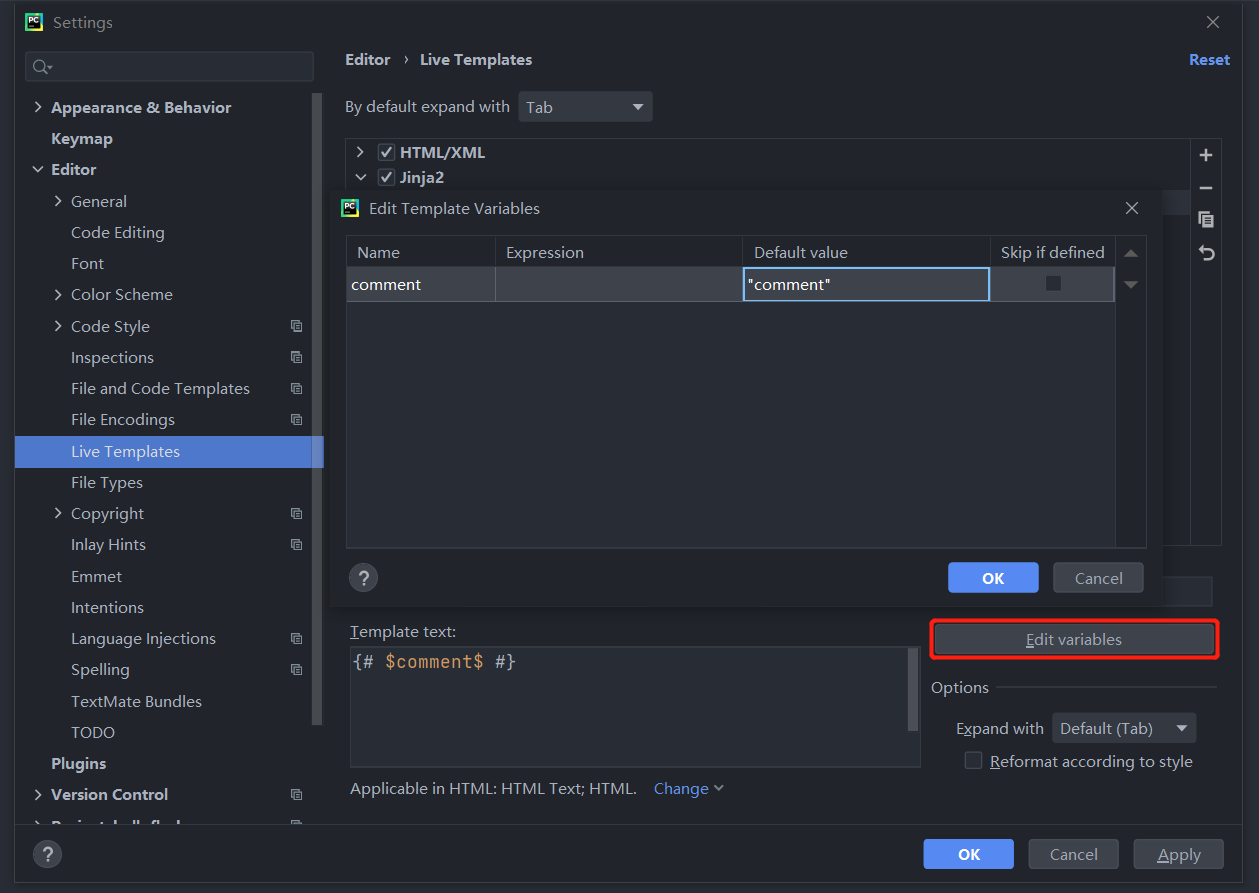 Settings
Editor › Live Templates
Reset
By default expand with Tab
Appearance & Behavior
Keymap
Editor
General
Code Editing
Font
Color Scheme
Code Style
Inspections
File and Code Templates
File Encodings
Live Templates
File Types
Copyright
Inlay Hints
Emmet
Intentions
Language Injections
Spelling
TextMate Bundles
TODO
Plugins
Version Control
HTML/XML
Jinja2
PC
Edit Template Variables
Name Expression Default value Skip if defined
comment "comment"
? OK Cancel
Template text:
{# $comment$ #}
Edit variables
Options
Expand with Default (Tab)
Reformat according to style
Applicable in HTML: HTML Text; HTML. Change
? OK Cancel Apply